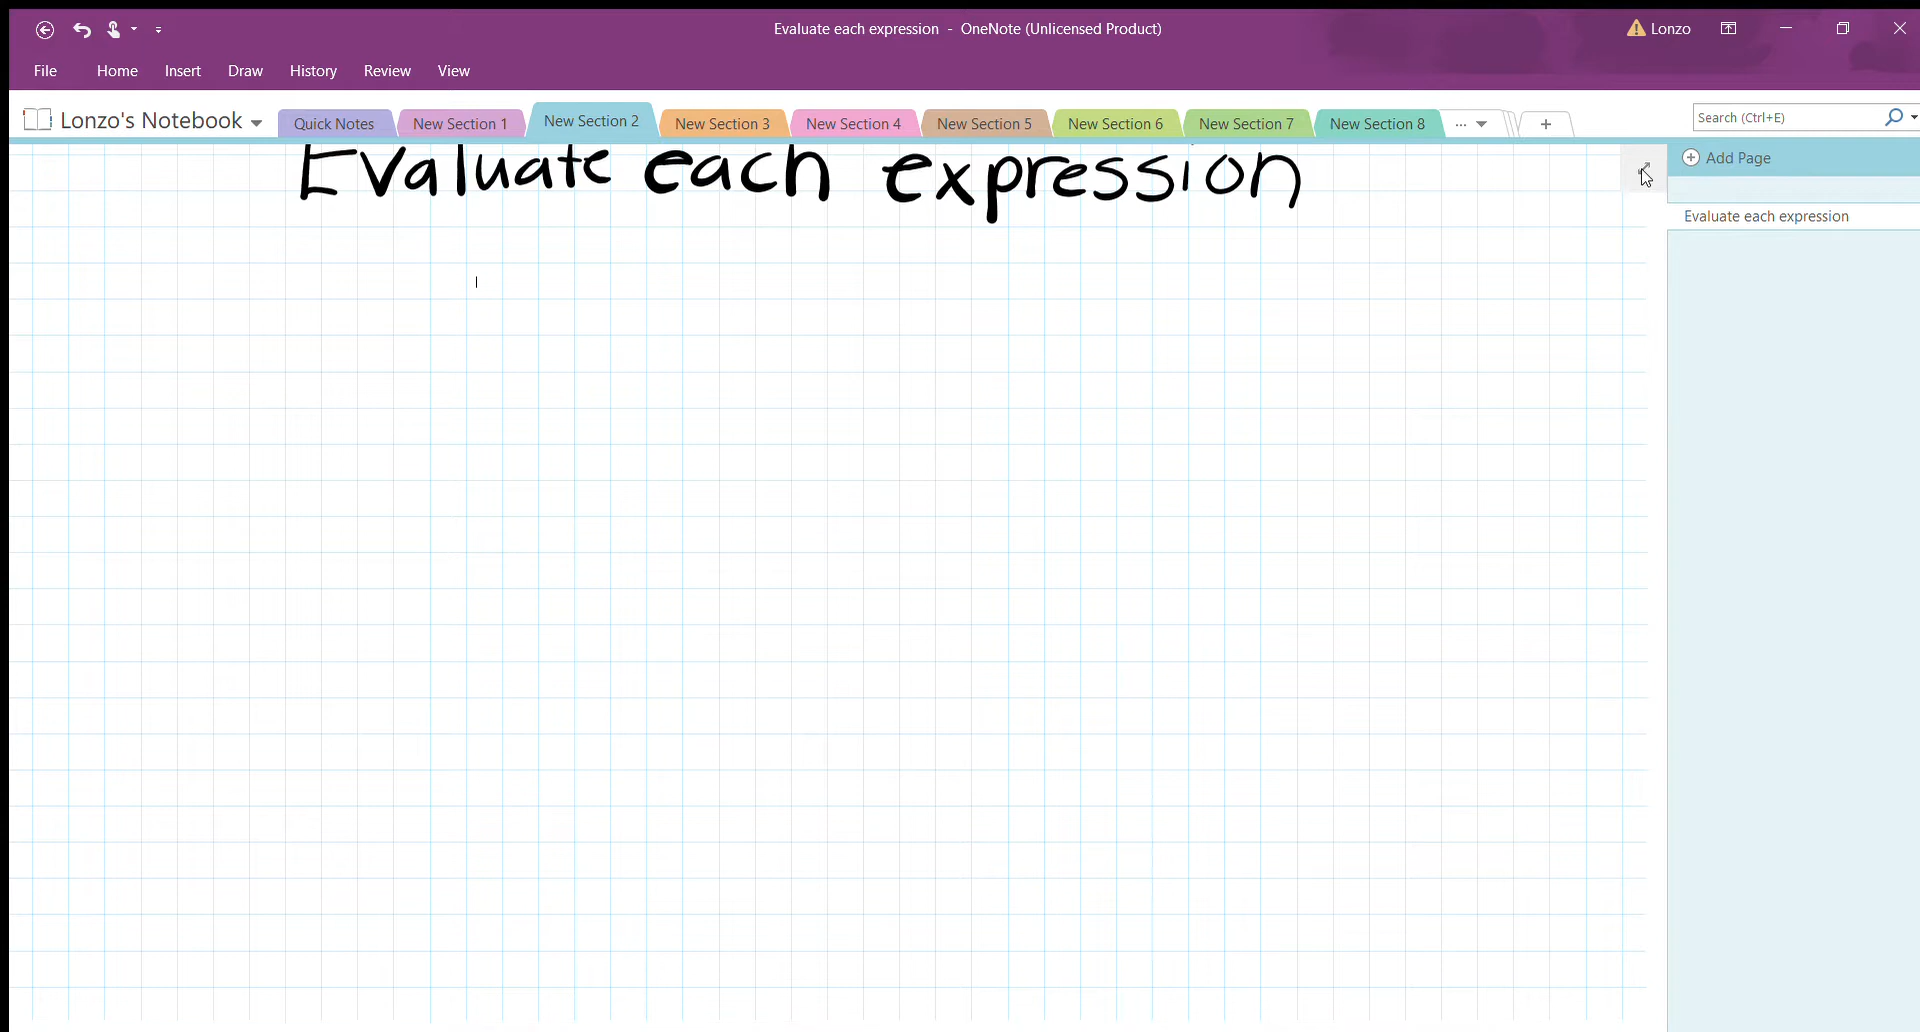 Evaluate each expression - OneNote (Unlicensed Product)
Lonzo
File Home Insert Draw History Review View
Lonzo's Notebook Quick Notes New Section 1 New Section 2 New Section 3 New Section 4 New Section 5 New Section 6 New Section 7 New Section 8 ... + Search (Ctrl+E)
Evaluate each expression
Add Page
Evaluate each expression